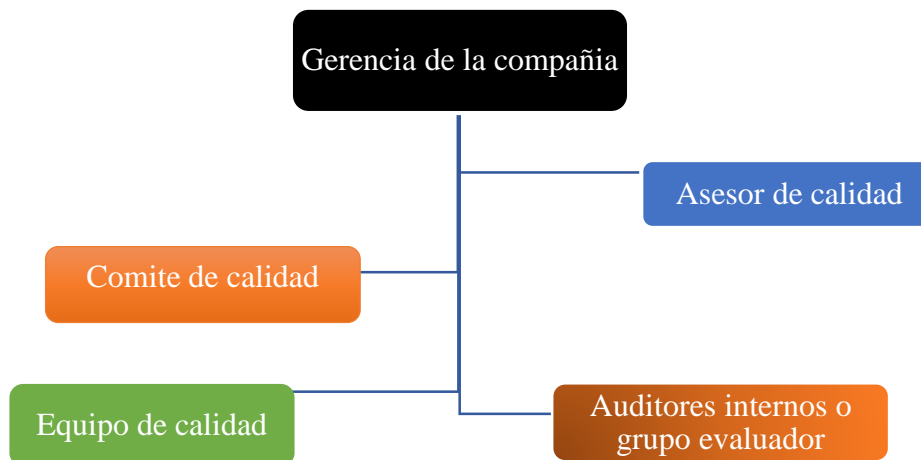 Gerencia de la compañia
Asesor de calidad
Comite de calidad
Equipo de calidad
Auditores internos o
grupo evaluador